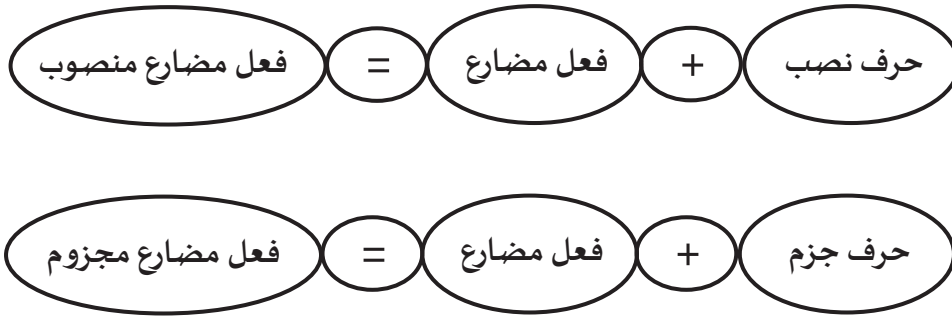 حرف نصب + فعل مضارع = فعل مضارع منصوب
حرف جزم + فعل مضارع = فعل مضارع مجزوم